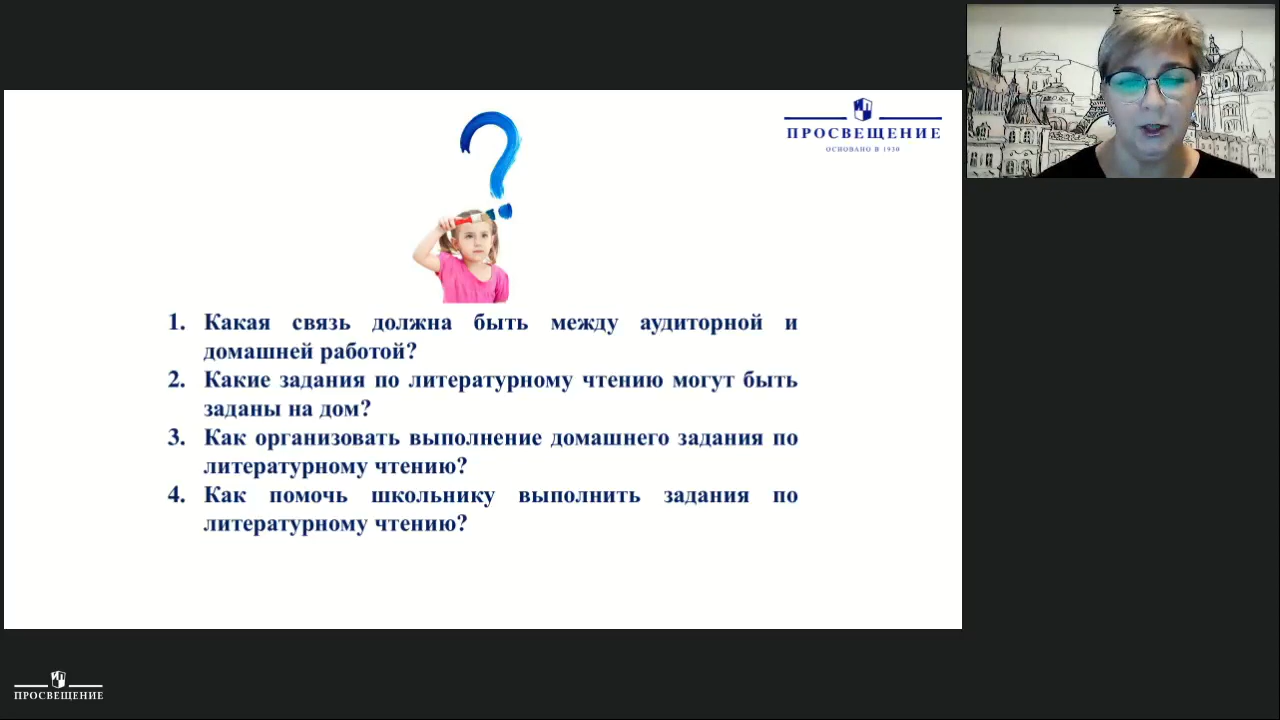 ПРОСВЕЩЕНИЕ
ОСНОВАНО В 1930
1. Какая связь должна быть между аудиторной и
домашней работой?
2. Какие задания по литературному чтению могут быть
заданы на дом?
3. Как организовать выполнение домашнего задания по
литературному чтению?
4. Как помочь школьнику выполнить задания по
литературному чтению?
ПРОСВЕЩЕНИЕ